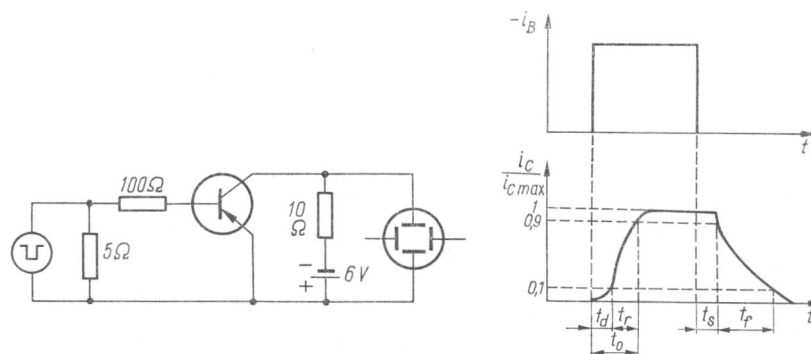 100Ω
5Ω
10
Ω
−
+
6V
−i_B
t
i_C
i_C max
1
0,9
0,1
t
t_d
t_r
t_s
t_f
t_o